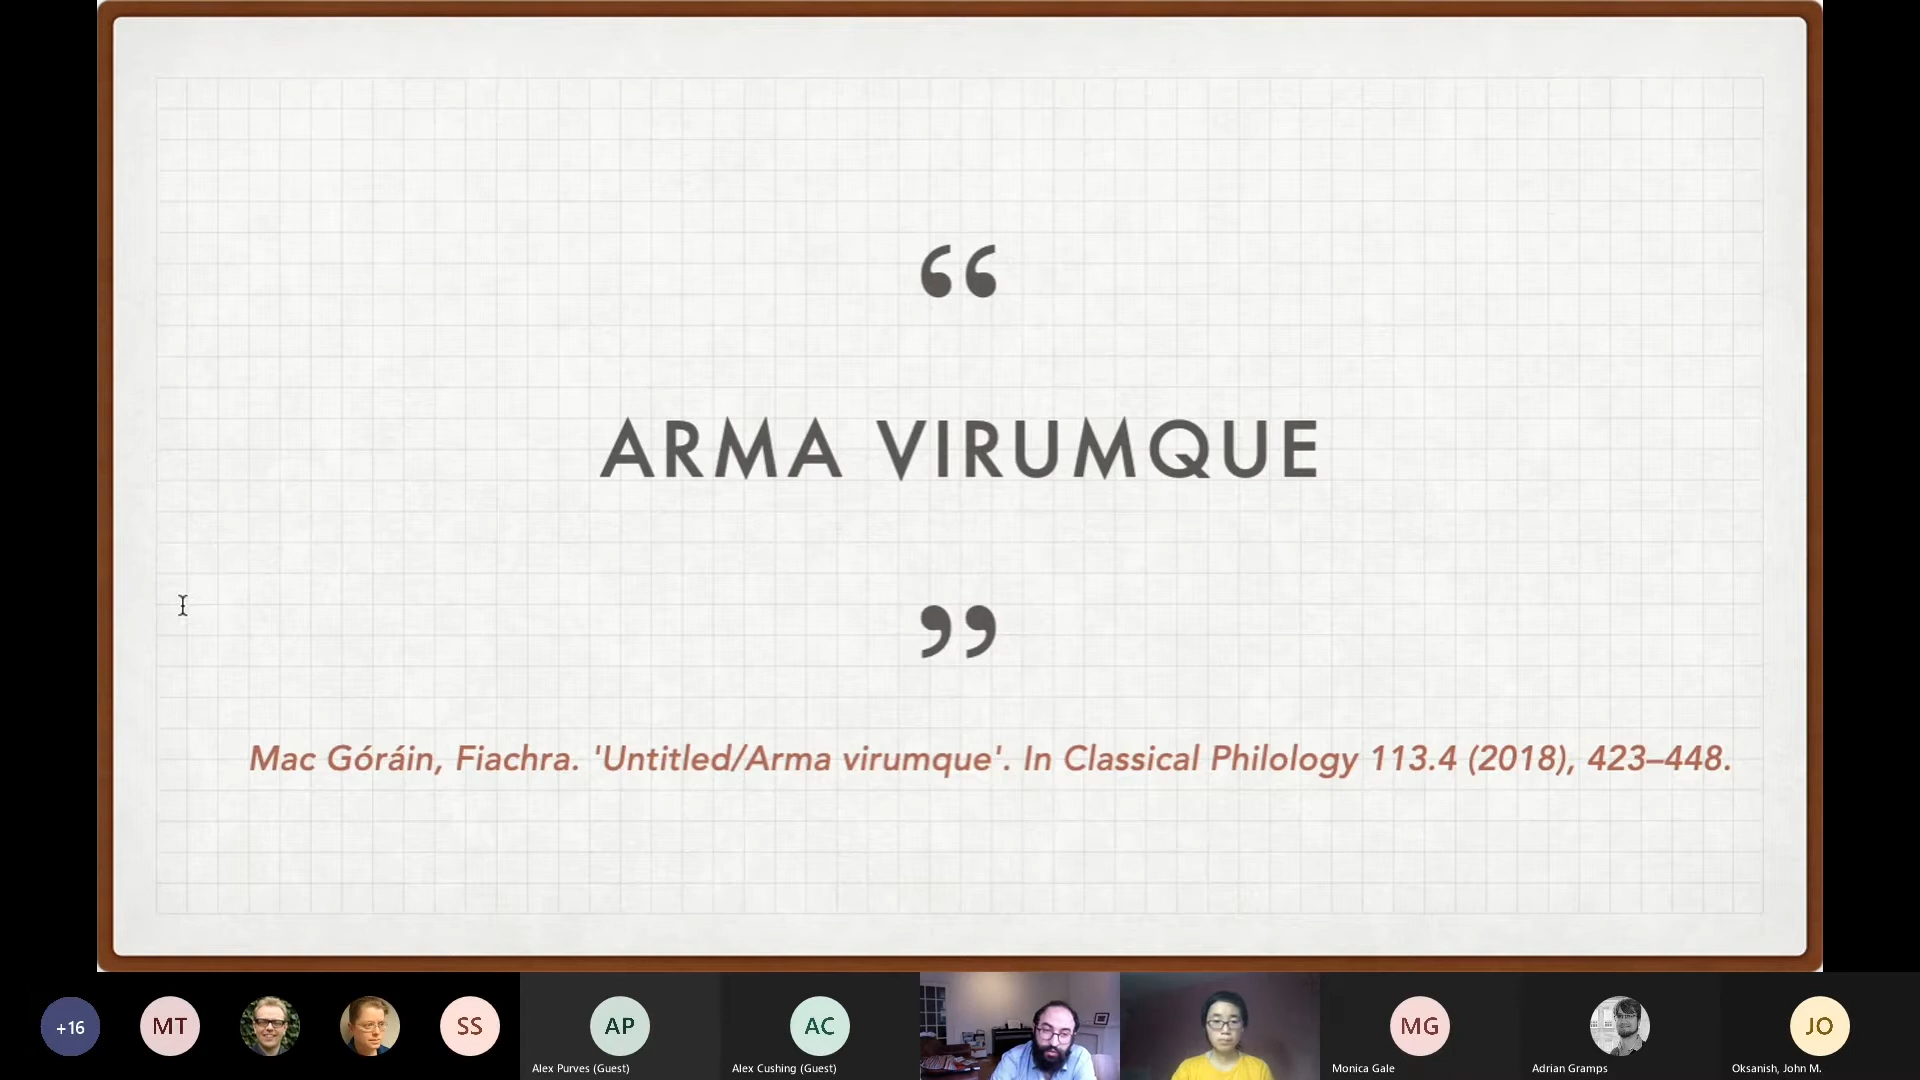 “
ARMA VIRUMQUE
”
Mac Góráin, Fiachra. 'Untitled/Arma virumque'. In Classical Philology 113.4 (2018), 423–448.
+16
MT
SS
AP
AC
MG
JO
Alex Purves (Guest)
Alex Cushing (Guest)
Monica Gale
Adrian Gramps
Oksanish, John M.